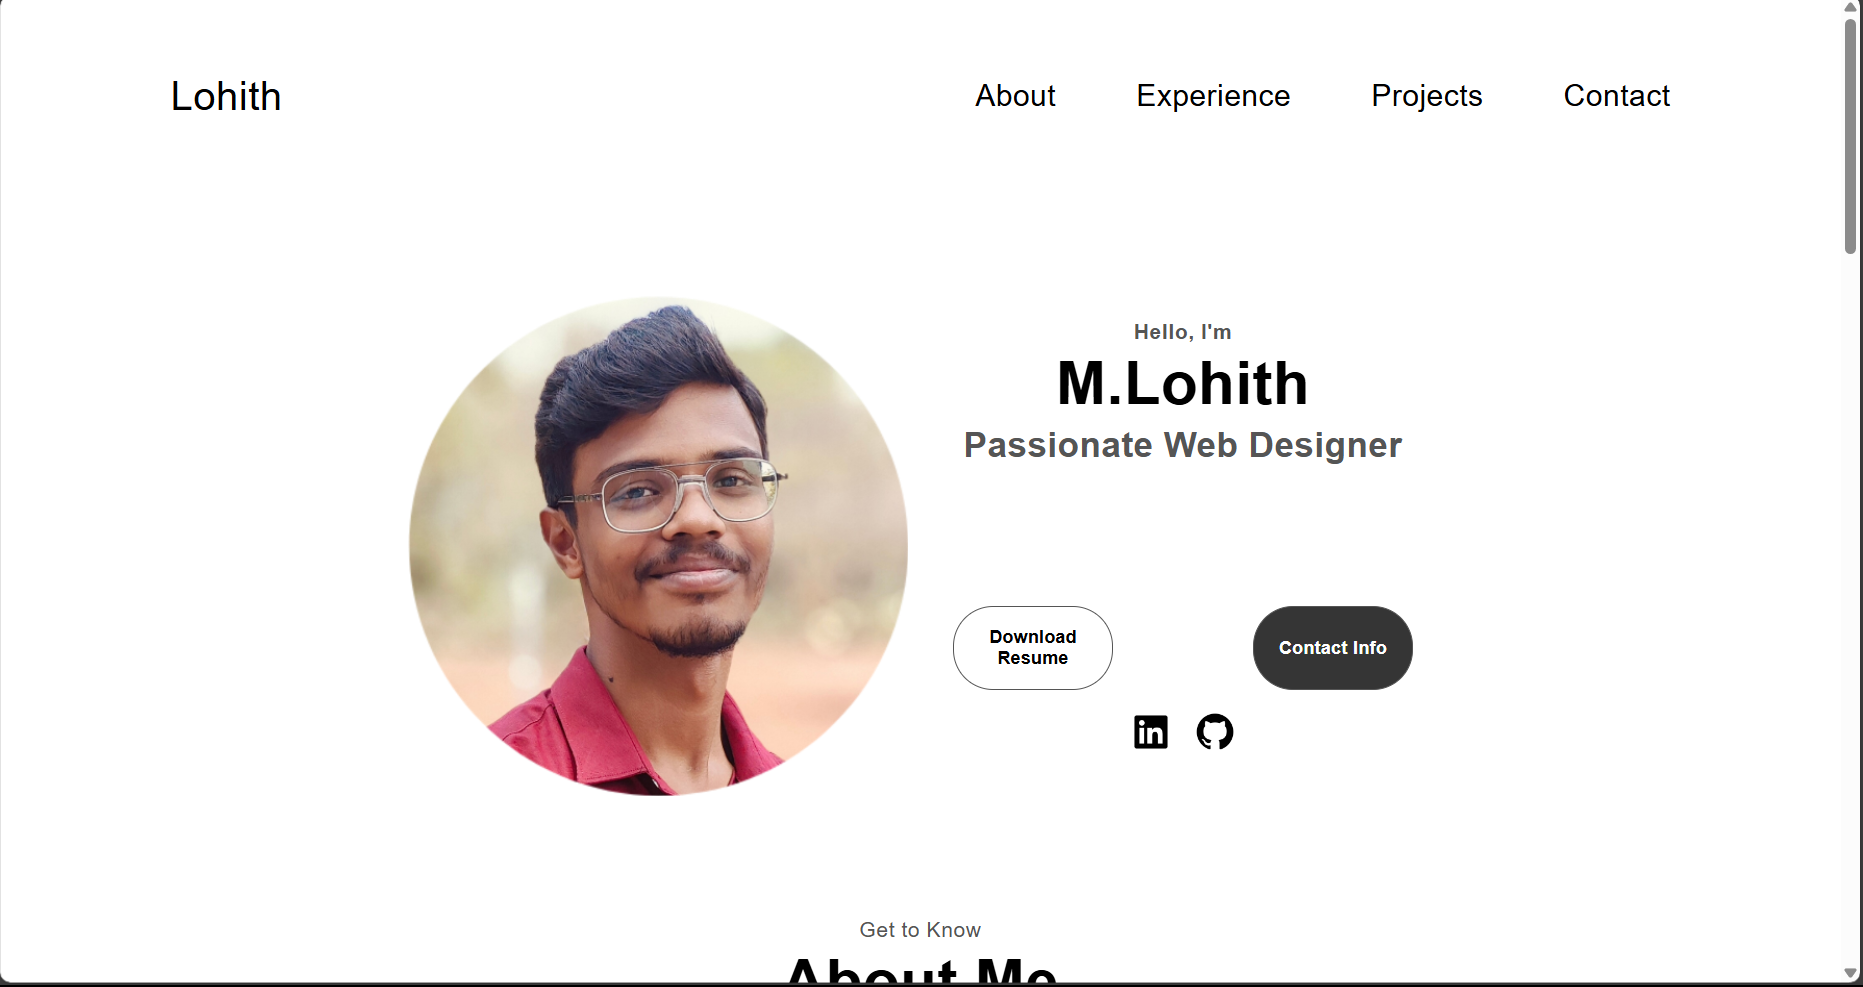 Lohith
About Experience Projects Contact
Hello, I'm
M.Lohith
Passionate Web Designer
Download
Resume
Contact Info
in
Get to Know
About Me